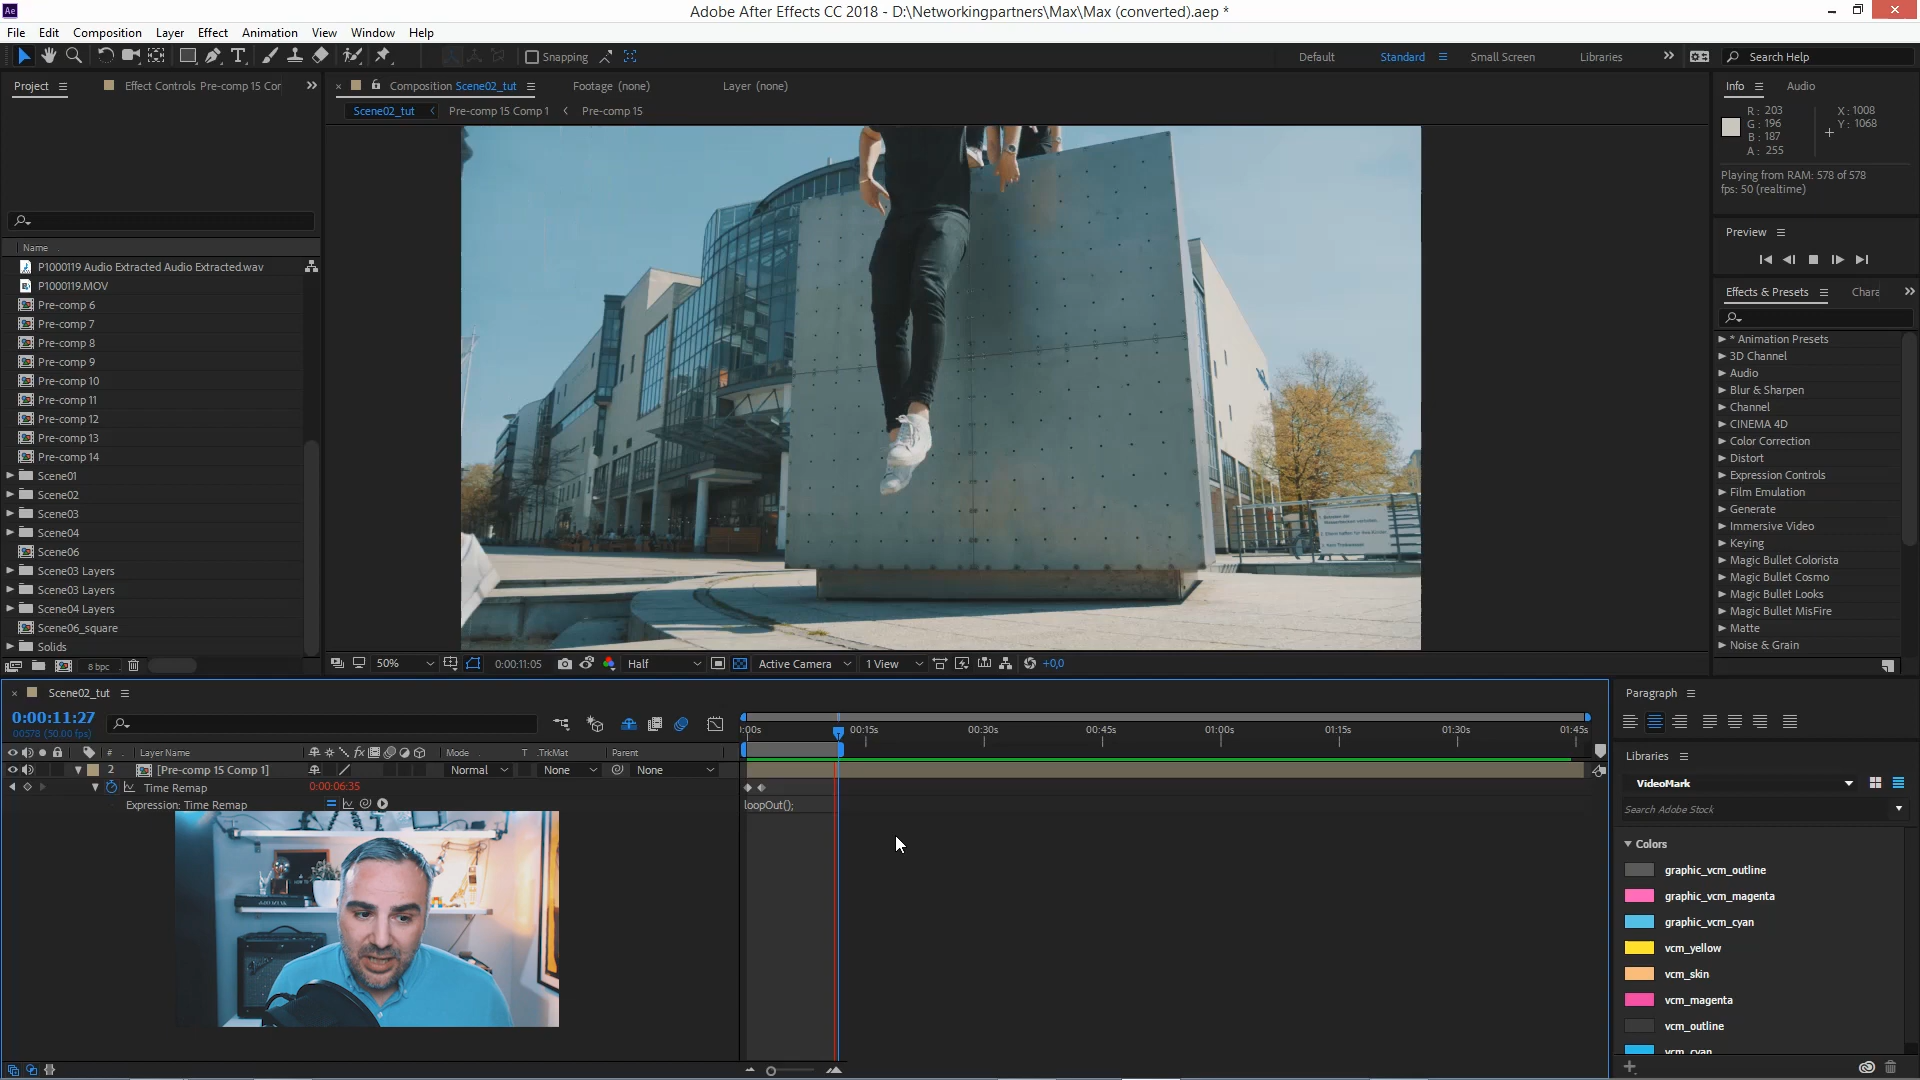 Ae
Adobe After Effects CC 2018 - D:\Networkingpartners\Max\Max (converted).aep *
File Edit Composition Layer Effect Animation View Window Help
T Snapping Default Standard Small Screen Libraries Search Help
Project Effect Controls Pre-comp 15 Cor
Composition Scene02_tut Footage (none) Layer (none)
Scene02_tut Pre-comp 15 Comp 1 Pre-comp 15
Info Audio
R: 203 X: 1008
G: 196 Y: 1068
B: 187
A: 255
Playing from RAM: 578 of 578
fps: 50 (realtime)
Preview
Effects & Presets Chara
* Animation Presets
3D Channel
Audio
Blur & Sharpen
Channel
CINEMA 4D
Color Correction
Distort
Expression Controls
Film Emulation
Generate
Immersive Video
Keying
Magic Bullet Colorista
Magic Bullet Cosmo
Magic Bullet Looks
Magic Bullet MisFire
Matte
Noise & Grain
Name
P1000119 Audio Extracted Audio Extracted.wav
P1000119.MOV
Pre-comp 6
Pre-comp 7
Pre-comp 8
Pre-comp 9
Pre-comp 10
Pre-comp 11
Pre-comp 12
Pre-comp 13
Pre-comp 14
Scene01
Scene02
Scene03
Scene04
Scene06
Scene03 Layers
Scene03 Layers
Scene04 Layers
Scene06_square
Solids
8 bpc
50% 0:00:11:05 Half Active Camera 1 View +0,0
Scene02_tut
0:00:11:27
00578 (50.00 fps)
:00s 00:15s 00:30s 00:45s 01:00s 01:15s 01:30s 01:45s
# Layer Name fx Mode T .TrkMat Parent
2 [Pre-comp 15 Comp 1] Normal None None
Time Remap 0:00:06:35
Expression: Time Remap loopOut();
Paragraph
Libraries
VideoMark
Search Adobe Stock
Colors
graphic_vcm_outline
graphic_vcm_magenta
graphic_vcm_cyan
vcm_yellow
vcm_skin
vcm_magenta
vcm_outline
vcm_cyan